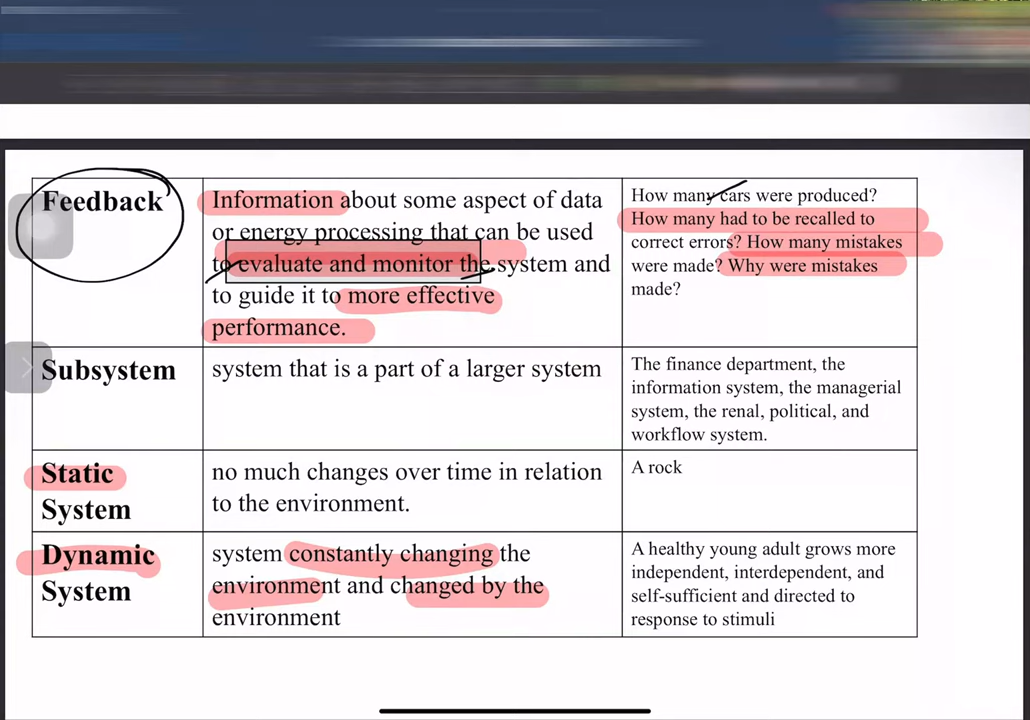 Feedback
Information about some aspect of data
or energy processing that can be used
to evaluate and monitor the system and
to guide it to more effective
performance.
How many cars were produced?
How many had to be recalled to
correct errors? How many mistakes
were made? Why were mistakes
made?
Subsystem
system that is a part of a larger system
The finance department, the
information system, the managerial
system, the renal, political, and
workflow system.
Static
System
no much changes over time in relation
to the environment.
A rock
Dynamic
System
system constantly changing the
environment and changed by the
environment
A healthy young adult grows more
independent, interdependent, and
self-sufficient and directed to
response to stimuli